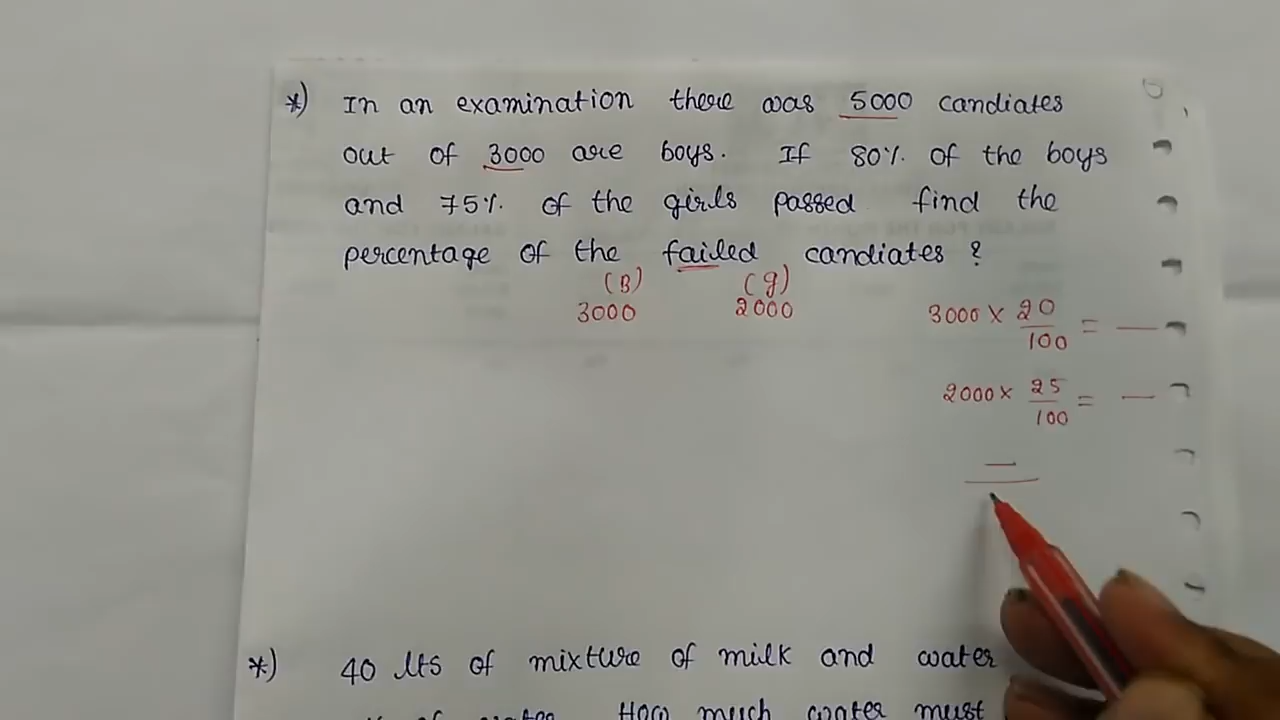 *) In an examination there was 5000 candiates
out of 3000 are boys. If 80%. of the boys
and 75%. of the girls passed find the
percentage of the failed candiates ?
(B) (g)
3000 2000
3000 × 20/100 = —
2000 × 25/100 = —
*) 40 lts of mixture of milk and water
of water How much water must